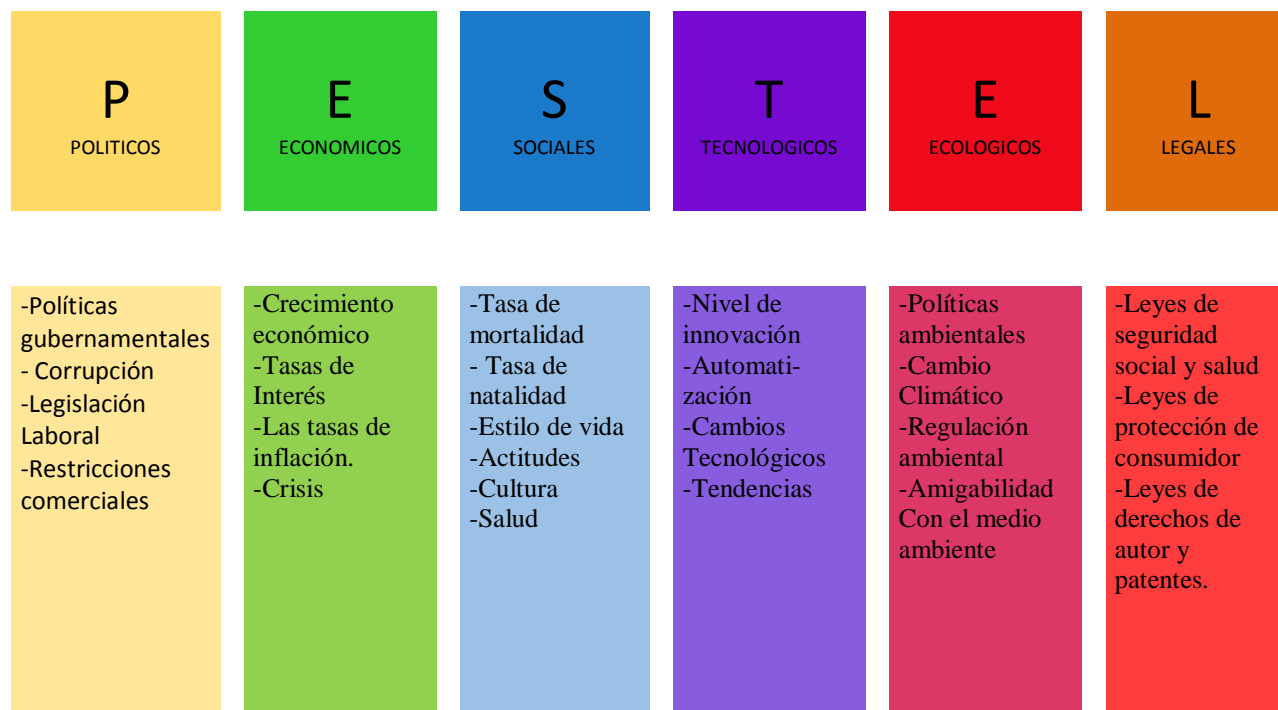 P
POLITICOS
E
ECONOMICOS
S
SOCIALES
T
TECNOLOGICOS
E
ECOLOGICOS
L
LEGALES
-Políticas
gubernamentales
- Corrupción
-Legislación
Laboral
-Restricciones
comerciales
-Crecimiento
económico
-Tasas de
Interés
-Las tasas de
inflación.
-Crisis
-Tasa de
mortalidad
- Tasa de
natalidad
-Estilo de vida
-Actitudes
-Cultura
-Salud
-Nivel de
innovación
-Automati-
zación
-Cambios
Tecnológicos
-Tendencias
-Políticas
ambientales
-Cambio
Climático
-Regulación
ambiental
-Amigabilidad
Con el medio
ambiente
-Leyes de
seguridad
social y salud
-Leyes de
protección de
consumidor
-Leyes de
derechos de
autor y
patentes.